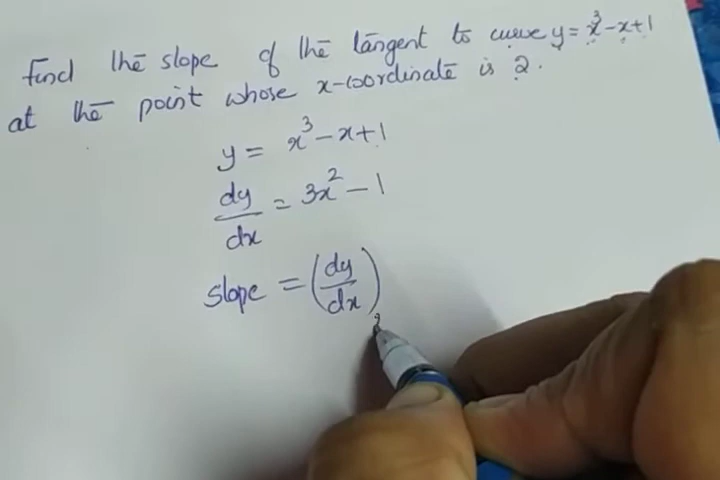 Find the slope of the tangent to curve y = x³ - x + 1
at the point whose x-coordinate is 2.
y = x³ - x + 1
dy/dx = 3x² - 1
slope = (dy/dx)